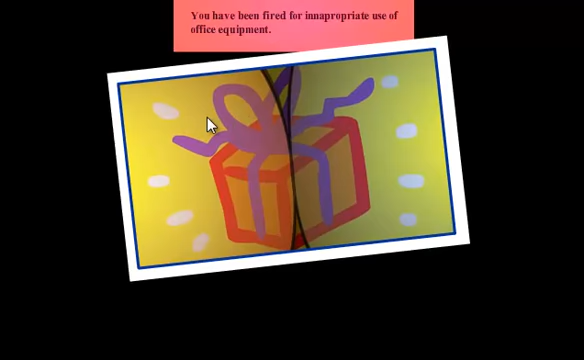 You have been fired for innapropriate use of
office equipment.